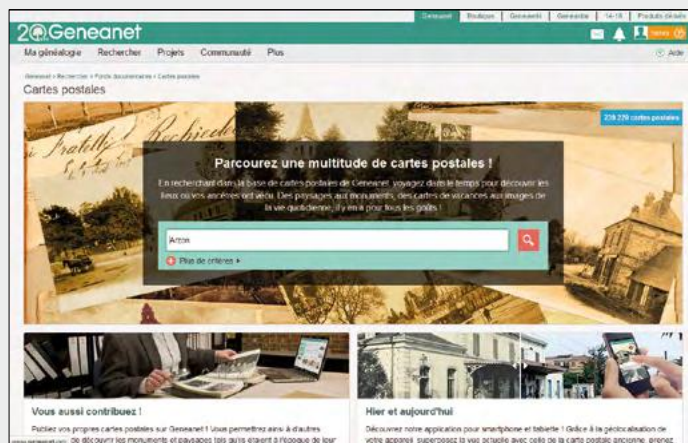 Geneanet Boutique Geneawiki Geneastar 14-18 Produits dérivés
20 Geneanet
Ma généalogie Rechercher Projets Communauté Plus
Aide
Geneanet > Rechercher > Fonds documentaires > Cartes postales
Cartes postales
239 229 cartes postales
Parcourez une multitude de cartes postales !
En recherchant dans la base de cartes postales de Geneanet, voyagez dans le temps pour découvrir les
lieux où vos ancêtres ont vécu. Des paysages aux monuments, des cartes de vacances aux images de
la vie quotidienne, il y en a pour tous les goûts !
Arzon
Plus de critères
Vous aussi contribuez !
Publiez vos propres cartes postales sur Geneanet ! Vous permettrez ainsi à d'autres
de découvrir les monuments et paysages tels qu'ils étaient à l'époque de leur
Hier et aujourd'hui
Découvrez notre application pour smartphone et tablette ! Grâce à la géolocalisation de
votre appareil, superposez la vue actuelle avec celle de la carte postale ancienne, prenez